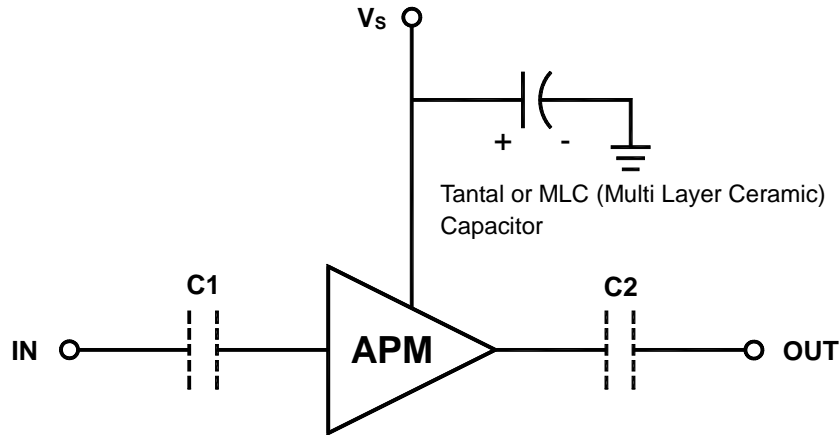 Vs
+ -
Tantal or MLC (Multi Layer Ceramic)
Capacitor
C1
C2
IN
APM
OUT